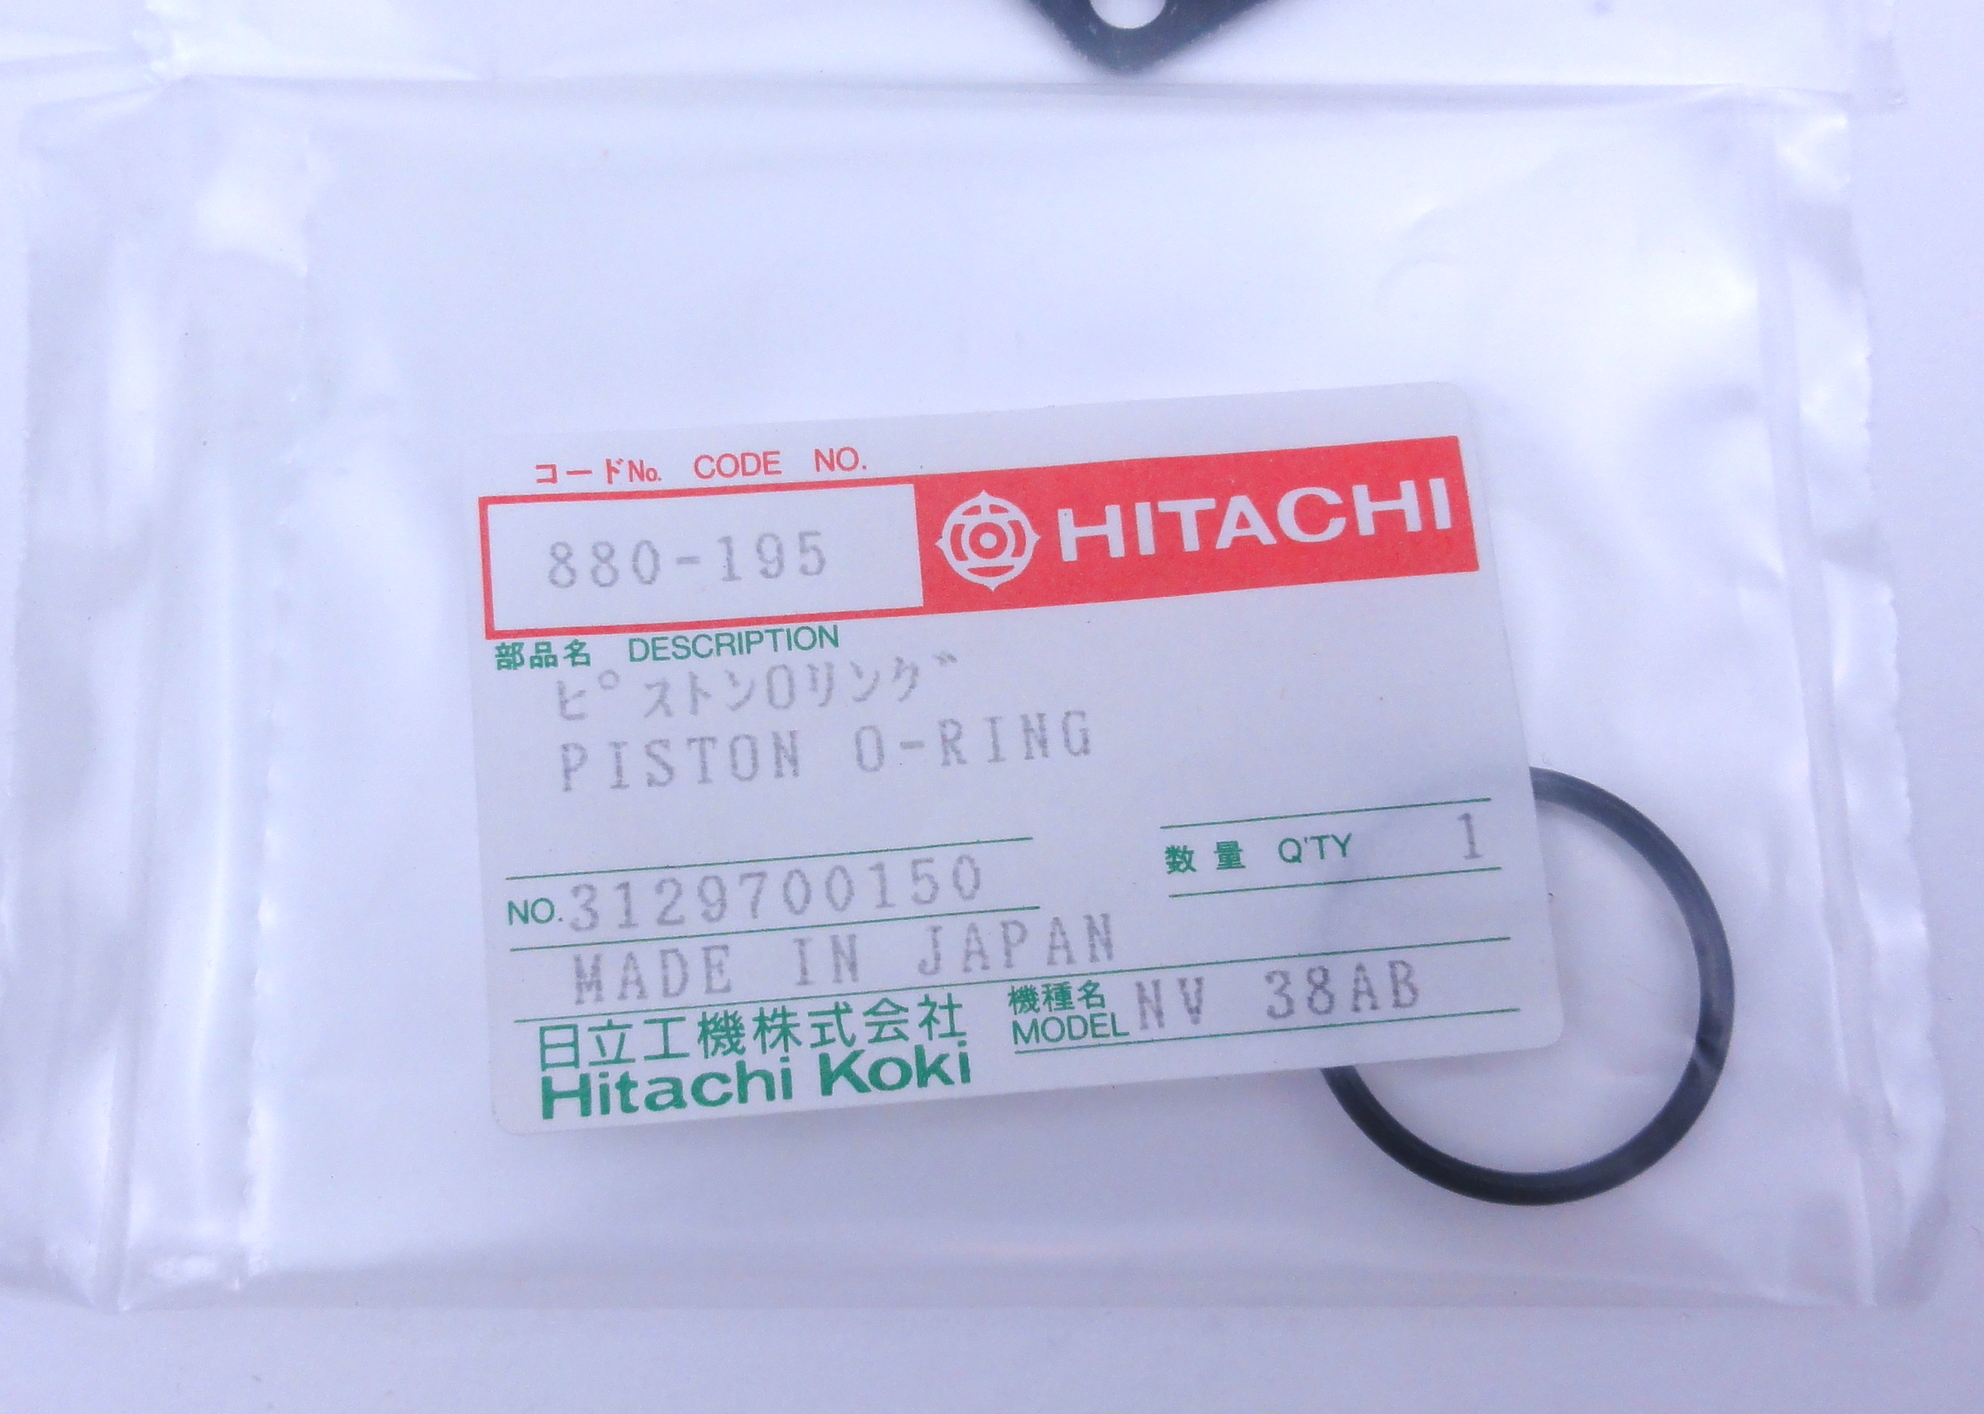 コードNo. CODE NO.
880-195
HITACHI
部品名 DESCRIPTION
ピストンOリング
PISTON O-RING
NO. 3129700150
数量 Q'TY 1
MADE IN JAPAN
機種名
MODEL NV 38AB
日立工機株式会社
Hitachi Koki